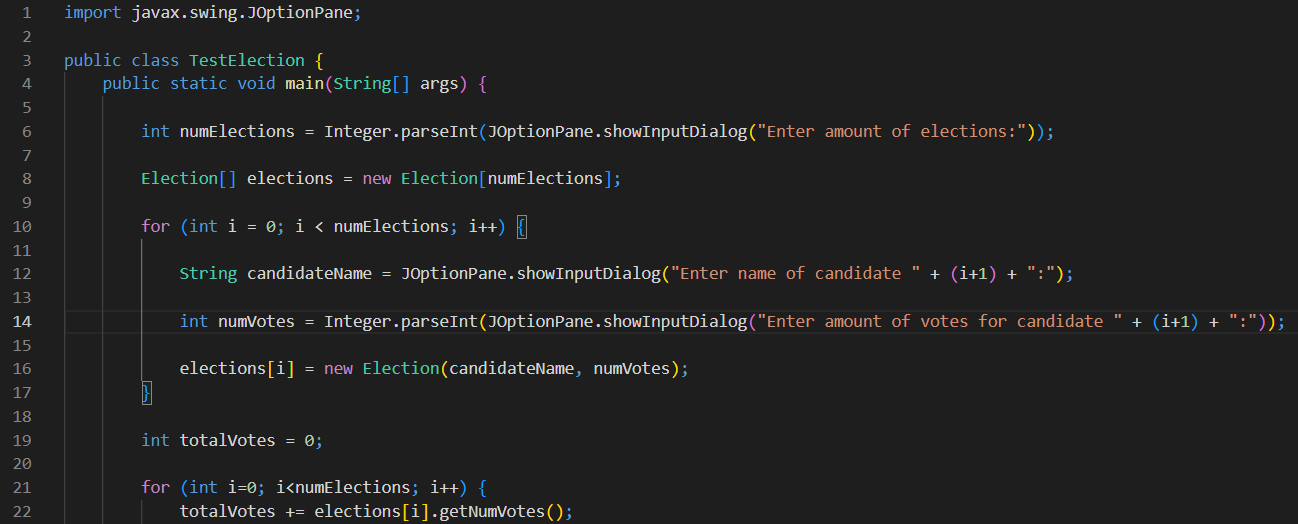 1 import javax.swing.JOptionPane;
2
3 public class TestElection {
4 public static void main(String[] args) {
5
6 int numElections = Integer.parseInt(JOptionPane.showInputDialog("Enter amount of elections:"));
7
8 Election[] elections = new Election[numElections];
9
10 for (int i = 0; i < numElections; i++) {
11
12 String candidateName = JOptionPane.showInputDialog("Enter name of candidate " + (i+1) + ":");
13
14 int numVotes = Integer.parseInt(JOptionPane.showInputDialog("Enter amount of votes for candidate " + (i+1) + ":"));
15
16 elections[i] = new Election(candidateName, numVotes);
17 }
18
19 int totalVotes = 0;
20
21 for (int i=0; i<numElections; i++) {
22 totalVotes += elections[i].getNumVotes();